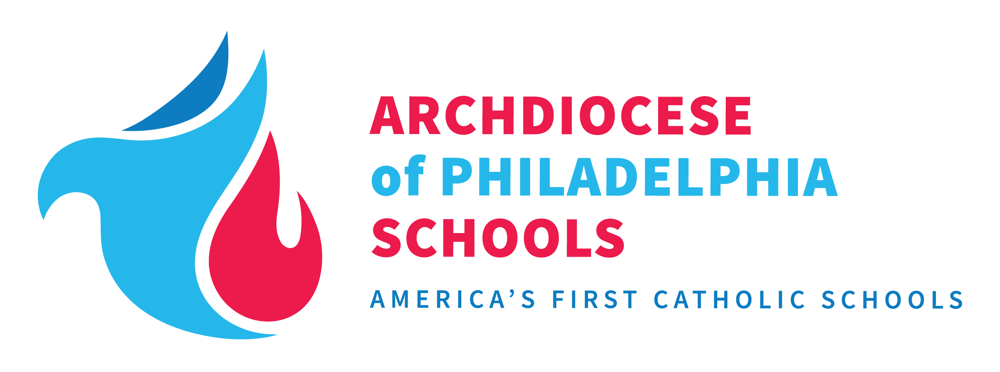 ARCHDIOCESE
of PHILADELPHIA
SCHOOLS
AMERICA’S FIRST CATHOLIC SCHOOLS